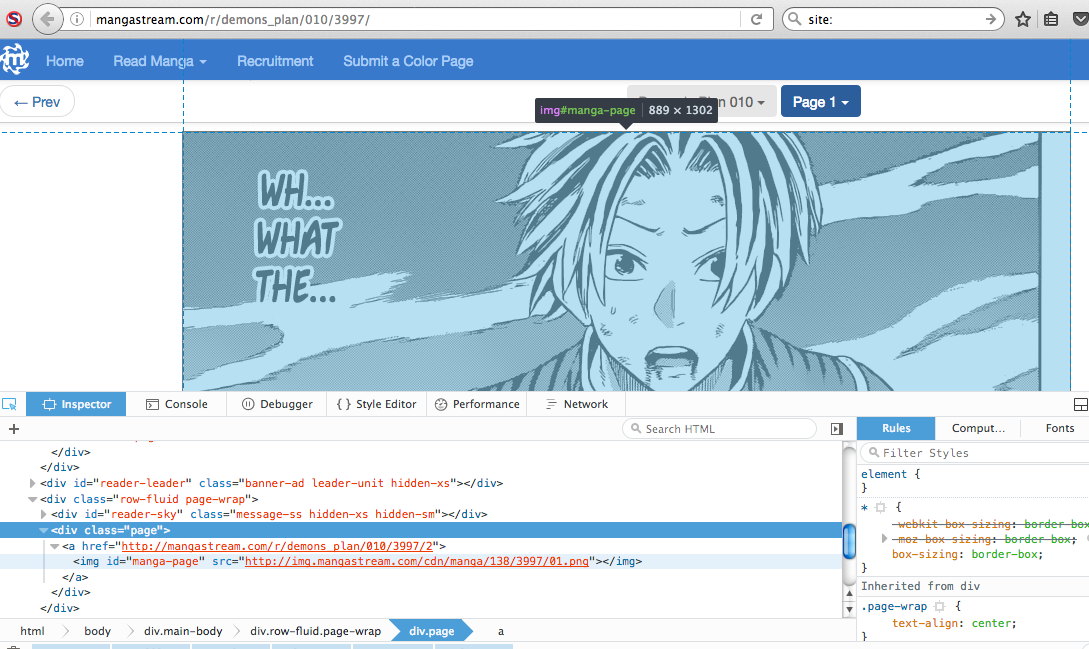 mangastream.com/r/demons_plan/010/3997/
site:
Home
Read Manga
Recruitment
Submit a Color Page
← Prev
Plan 010
Page 1
img#manga-page 889 × 1302
WH...
WHAT
THE...
Inspector
Console
Debugger
{ } Style Editor
Performance
Network
+
Search HTML
Rules
Comput...
Fonts
Filter Styles
</div>
</div>
<div id="reader-leader" class="banner-ad leader-unit hidden-xs"></div>
<div class="row-fluid page-wrap">
<div id="reader-sky" class="message-ss hidden-xs hidden-sm"></div>
<div class="page">
<a href="http://mangastream.com/r/demons_plan/010/3997/2">
<img id="manga-page" src="http://img.mangastream.com/cdn/manga/138/3997/01.png"></img>
</a>
</div>
</div>
element {
}
* {
-webkit-box-sizing: border-box
-moz-box-sizing: border-box;
box-sizing: border-box;
}
Inherited from div
.page-wrap {
text-align: center;
}
html
body
div.main-body
div.row-fluid.page-wrap
div.page
a